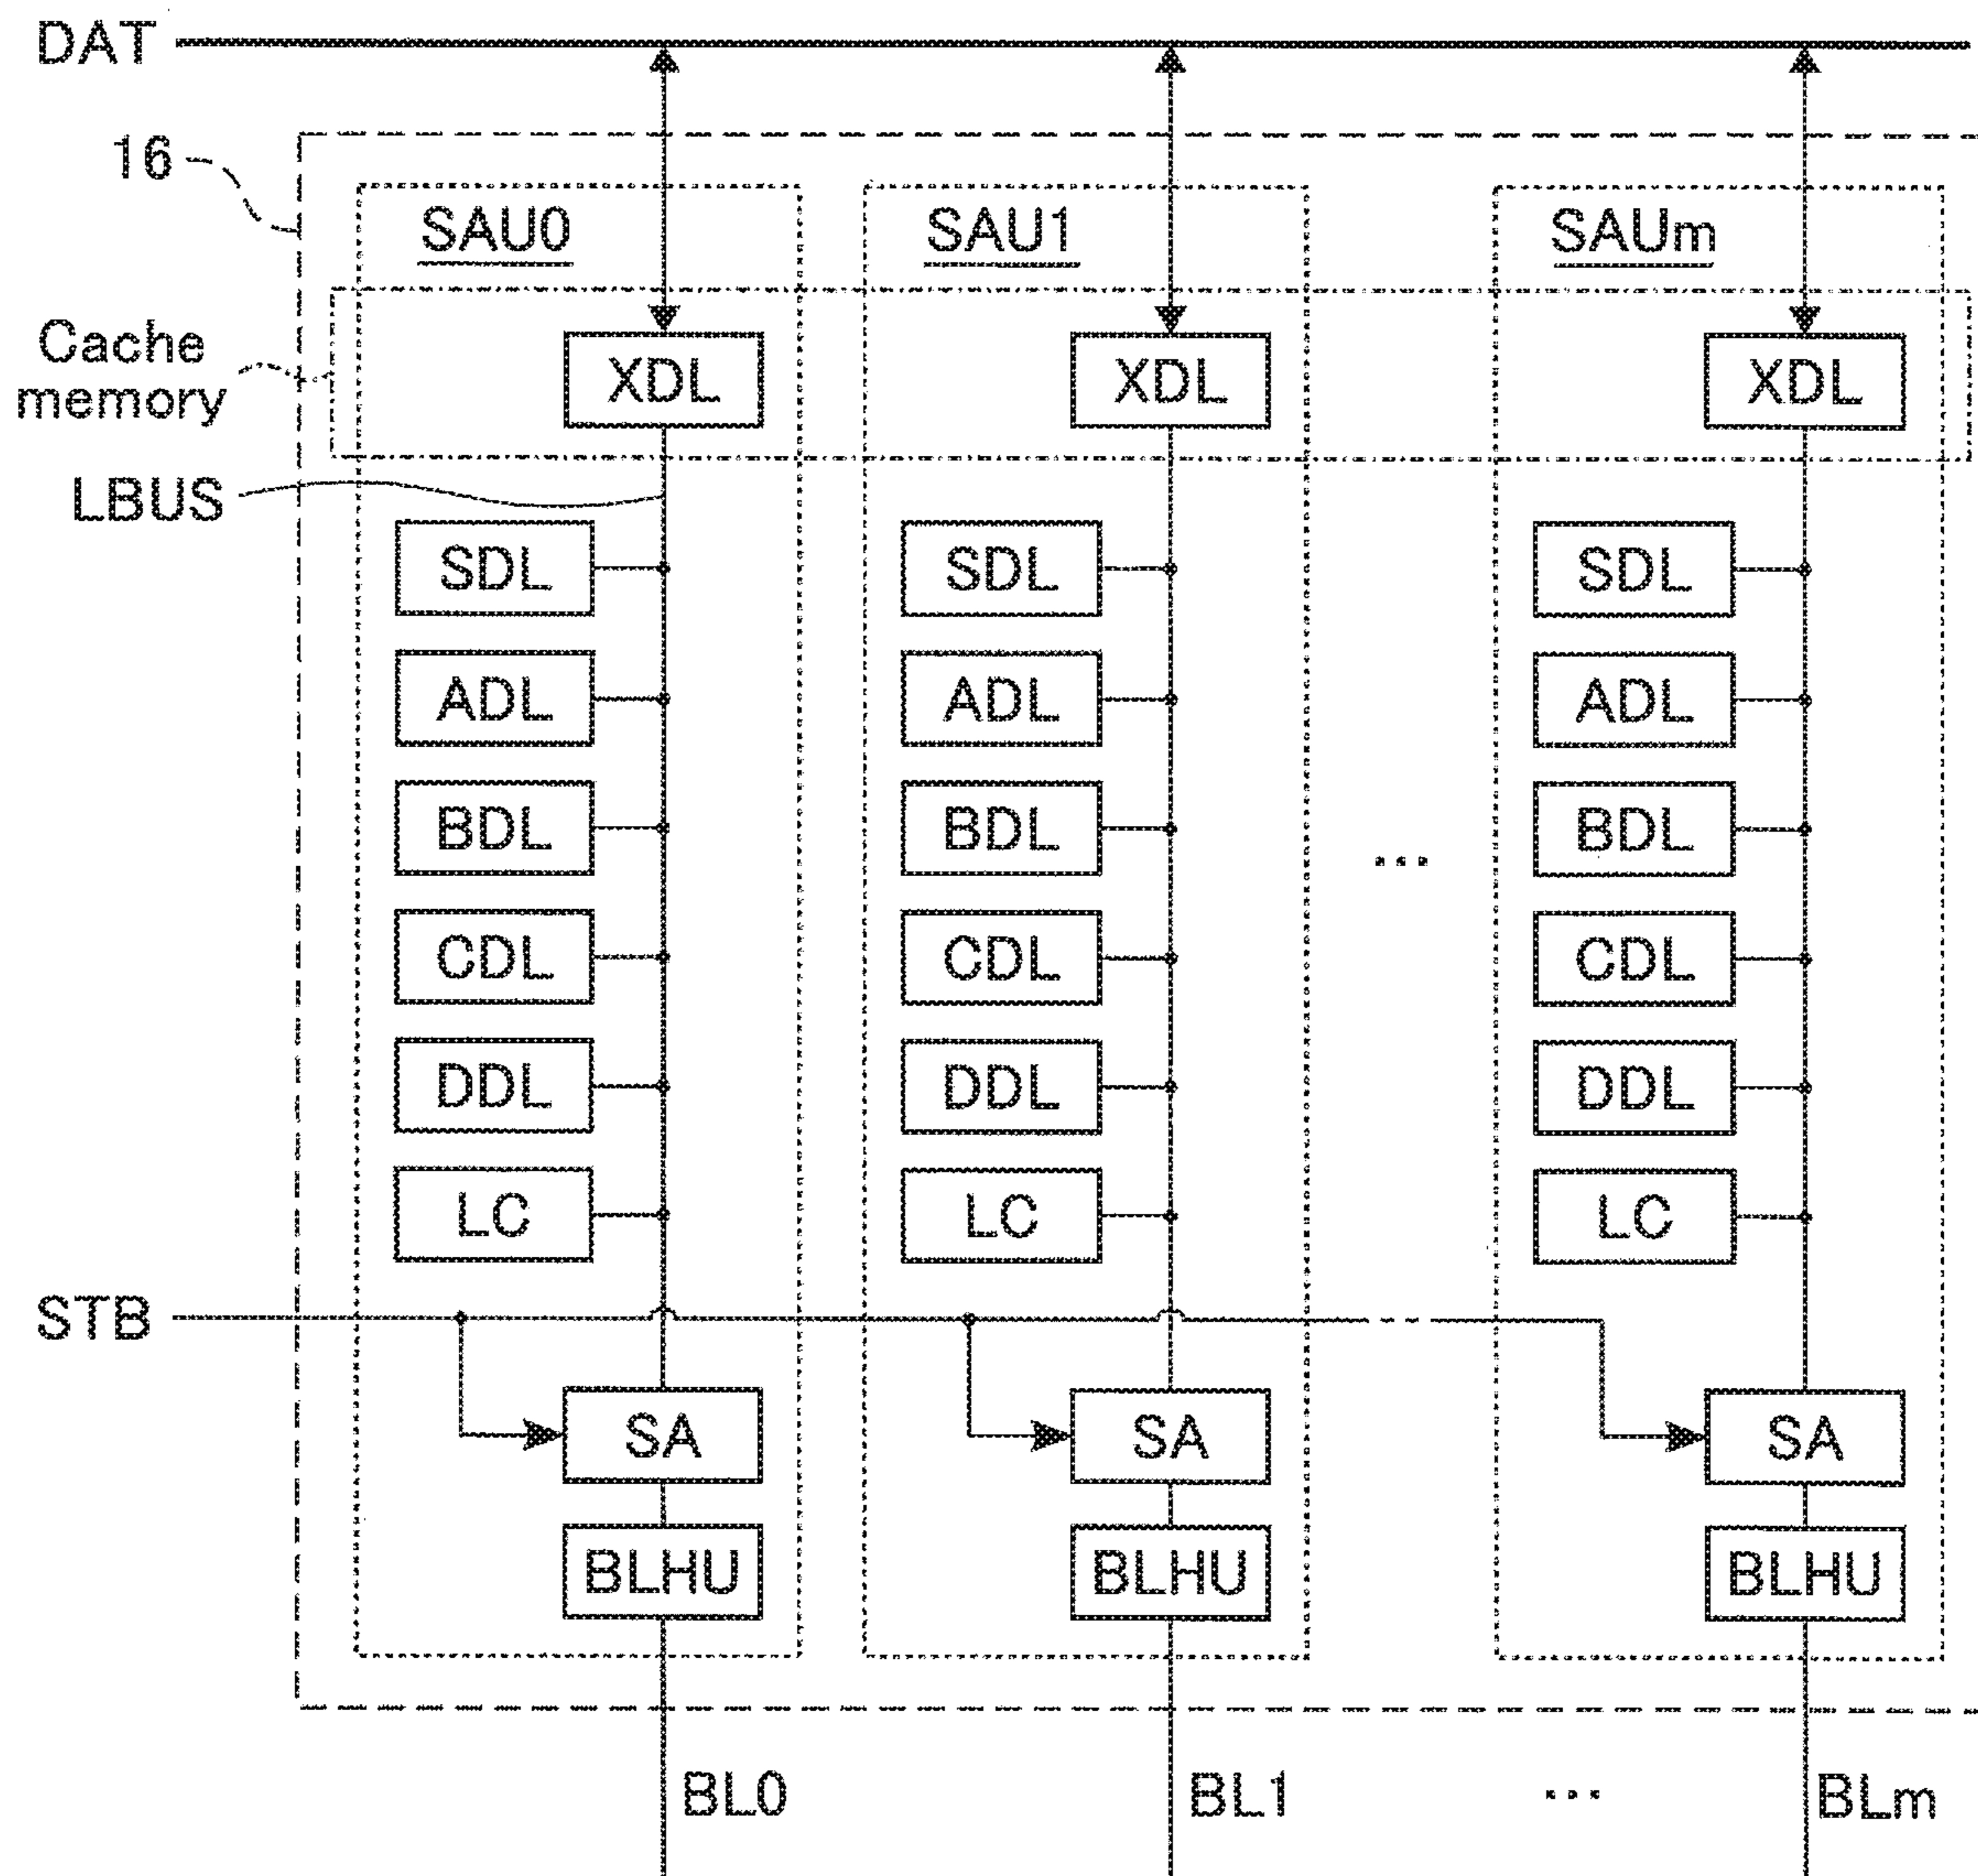 DAT
16
SAU0 SAU1 SAUm
Cache
memory
XDL XDL XDL
LBUS
SDL SDL SDL
ADL ADL ADL
BDL BDL BDL
...
CDL CDL CDL
DDL DDL DDL
LC LC LC
STB
SA SA SA
BLHU BLHU BLHU
BL0 BL1 ... BLm